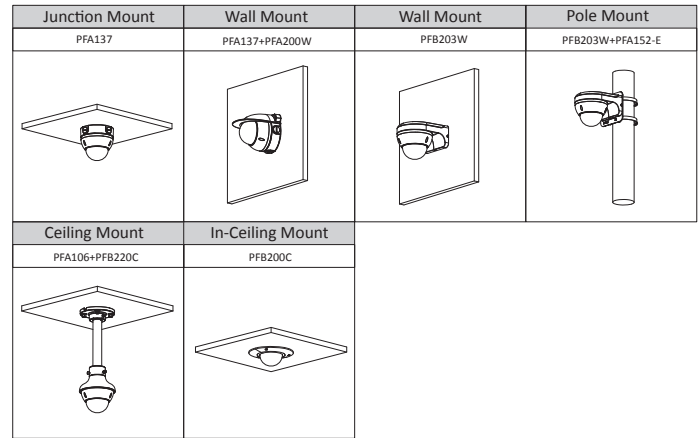 Junction Mount
Wall Mount
Wall Mount
Pole Mount
PFA137
PFA137+PFA200W
PFB203W
PFB203W+PFA152-E
Ceiling Mount
In-Ceiling Mount
PFA106+PFB220C
PFB200C